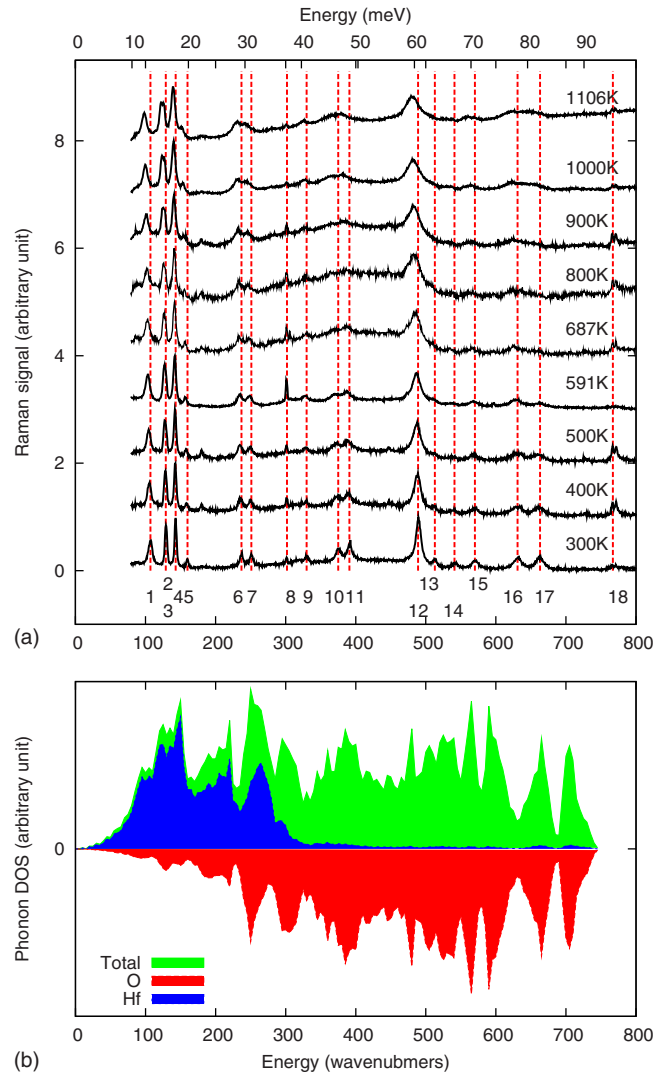 Energy (meV)
0 10 20 30 40 50 60 70 80 90
Raman signal (arbitrary unit)
8
6
4
2
0
1106K
1000K
900K
800K
687K
591K
500K
400K
300K
2 13 15
1 45 6 7 8 9 10 11 16 17 18
3 12 14
(a)
0 100 200 300 400 500 600 700 800
Phonon DOS (arbitrary unit)
0
Total
O
Hf
0 100 200 300 400 500 600 700 800
(b)
Energy (wavenubmers)